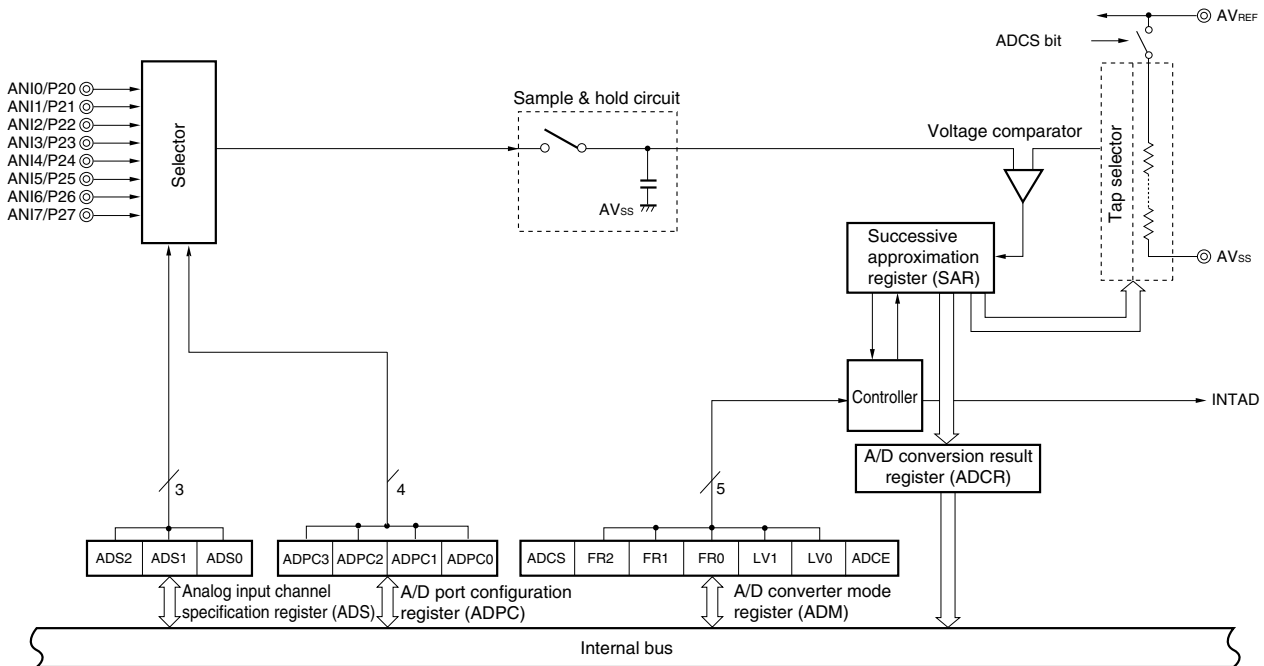 AVREF
ADCS bit
ANI0/P20
ANI1/P21
ANI2/P22
ANI3/P23
ANI4/P24
ANI5/P25
ANI6/P26
ANI7/P27
Selector
Sample & hold circuit
AVSS
Voltage comparator
Tap selector
AVSS
Successive
approximation
register (SAR)
Controller
INTAD
A/D conversion result
register (ADCR)
3
4
5
ADS2 ADS1 ADS0
ADPC3 ADPC2 ADPC1 ADPC0
ADCS FR2 FR1 FR0 LV1 LV0 ADCE
Analog input channel
specification register (ADS)
A/D port configuration
register (ADPC)
A/D converter mode
register (ADM)
Internal bus